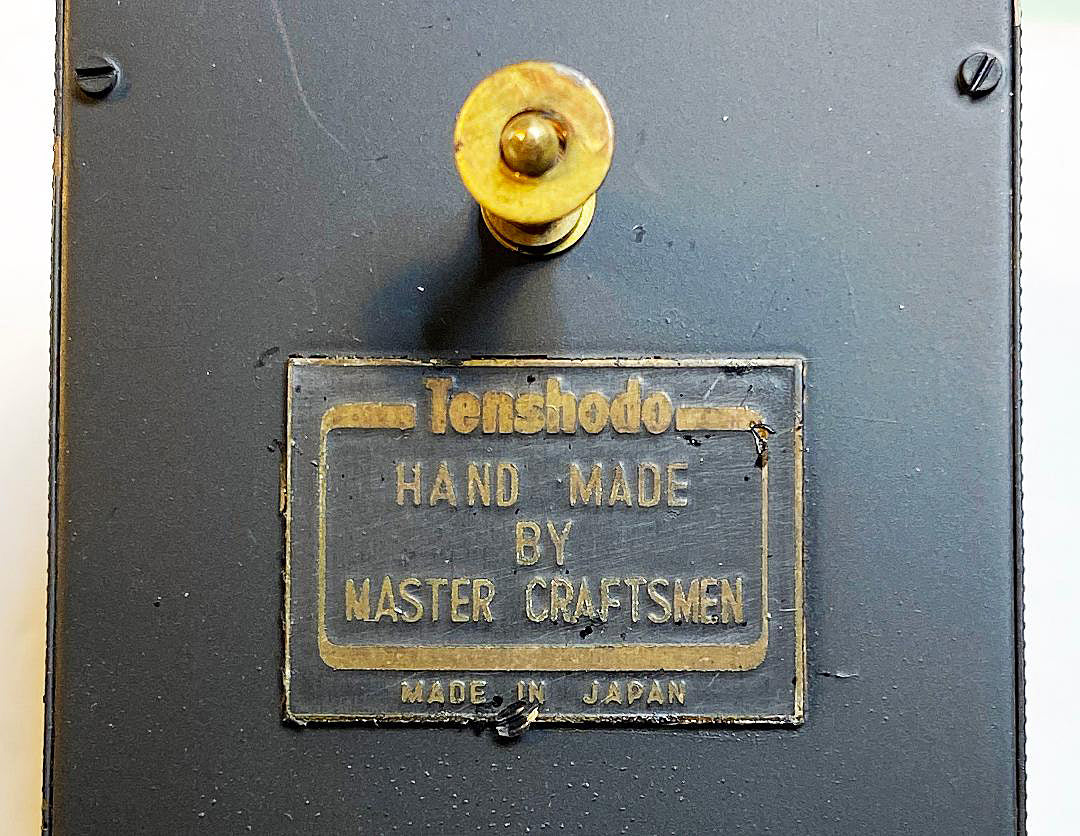 Tenshodo
HAND MADE
BY
MASTER CRAFTSMEN
MADE IN JAPAN